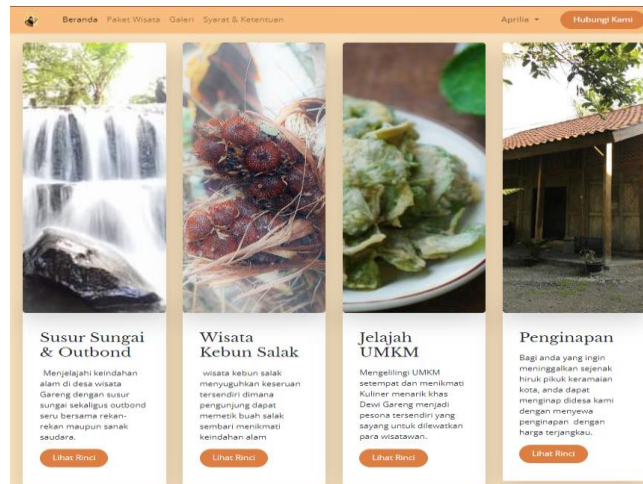 Beranda Paket Wisata Galeri Syarat & Ketentuan Aprilia Hubungi Kami
Susur Sungai
& Outbond
Menjelajahi keindahan
alam di desa wisata
Gareng dengan susur
sungai sekaligus outbond
seru bersama rekan-
rekan maupun sanak
saudara.
Lihat Rinci
Wisata
Kebun Salak
wisata kebun salak
menyuguhkan keseruan
tersendiri dimana
pengunjung dapat
memetik buah salak
sembari menikmati
keindahan alam
Lihat Rinci
Jelajah
UMKM
Mengelilingi UMKM
setempat dan menikmati
Kuliner menarik khas
Dewi Gareng menjadi
pesona tersendiri yang
sayang untuk dilewatkan
para wisatawan.
Lihat Rinci
Penginapan
Bagi anda yang ingin
meninggalkan sejenak
hiruk pikuk keramaian
kota, anda dapat
menginap didesa kami
dengan menyewa
penginapan dengan
harga terjangkau.
Lihat Rinci